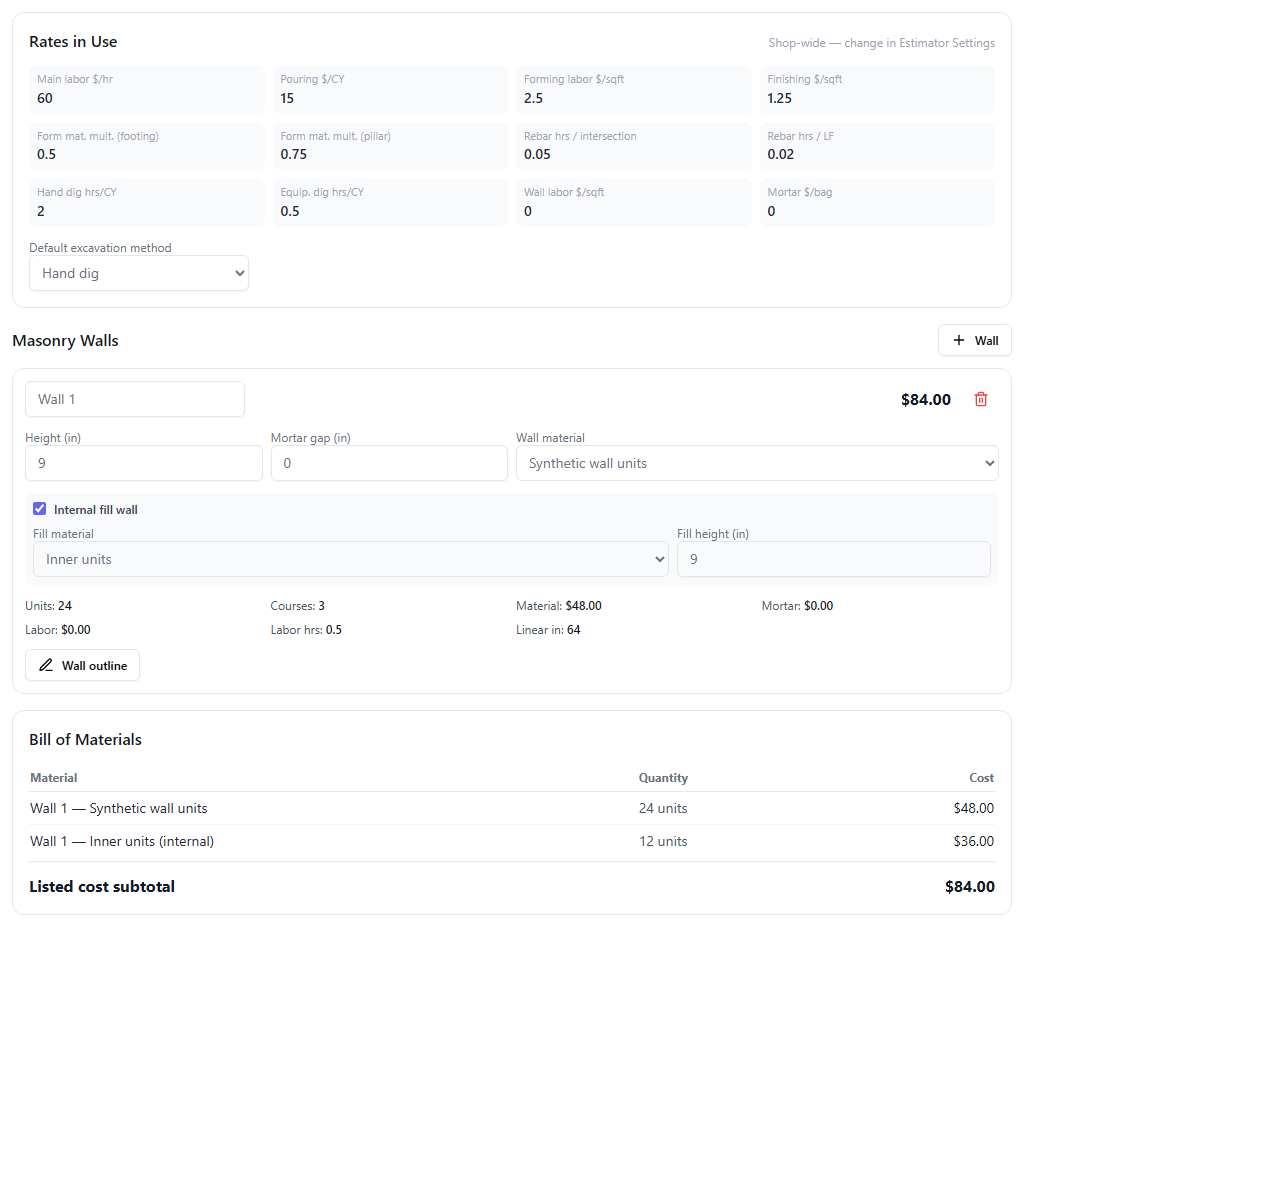 Rates in Use
Shop-wide — change in Estimator Settings
Main labor $/hr
60
Pouring $/CY
15
Forming labor $/sqft
2.5
Finishing $/sqft
1.25
Form mat. mult. (footing)
0.5
Form mat. mult. (pillar)
0.75
Rebar hrs / intersection
0.05
Rebar hrs / LF
0.02
Hand dig hrs/CY
2
Equip. dig hrs/CY
0.5
Wall labor $/sqft
0
Mortar $/bag
0
Default excavation method
Hand dig
Masonry Walls
+ Wall
Wall 1
$84.00
Height (in)
9
Mortar gap (in)
0
Wall material
Synthetic wall units
Internal fill wall
Fill material
Inner units
Fill height (in)
9
Units: 24
Courses: 3
Material: $48.00
Mortar: $0.00
Labor: $0.00
Labor hrs: 0.5
Linear in: 64
Wall outline
Bill of Materials
Material Quantity Cost
Wall 1 — Synthetic wall units 24 units $48.00
Wall 1 — Inner units (internal) 12 units $36.00
Listed cost subtotal $84.00